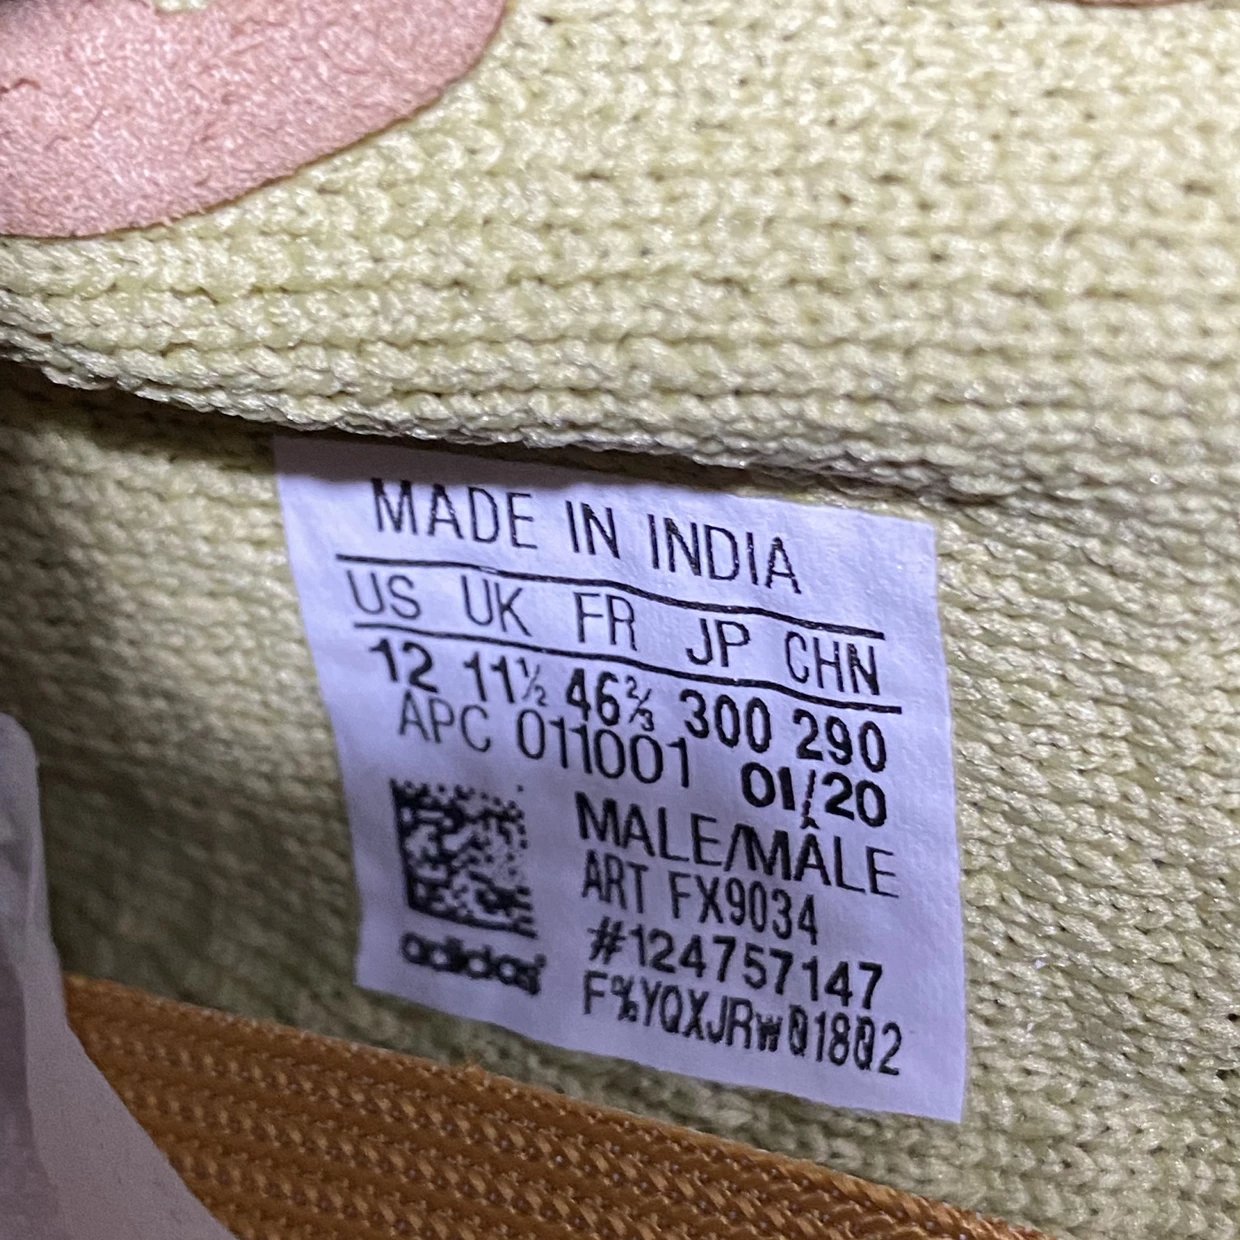 MADE IN INDIA
US UK FR JP CHN
12 11½ 46⅔ 300 290
APC 011001 01/20
MALE/MÂLE
ART FX9034
#124757147
F%YQXJRwQ18Q2
adidas